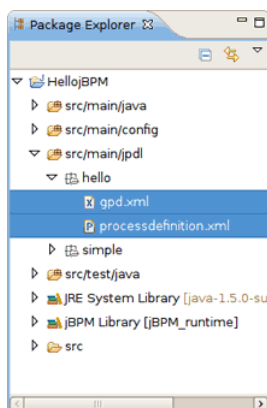 Package Explorer
HellojBPM
src/main/java
src/main/config
src/main/jpdl
hello
gpd.xml
processdefinition.xml
simple
src/test/java
JRE System Library [java-1.5.0-su
jBPM Library [jBPM_runtime]
src